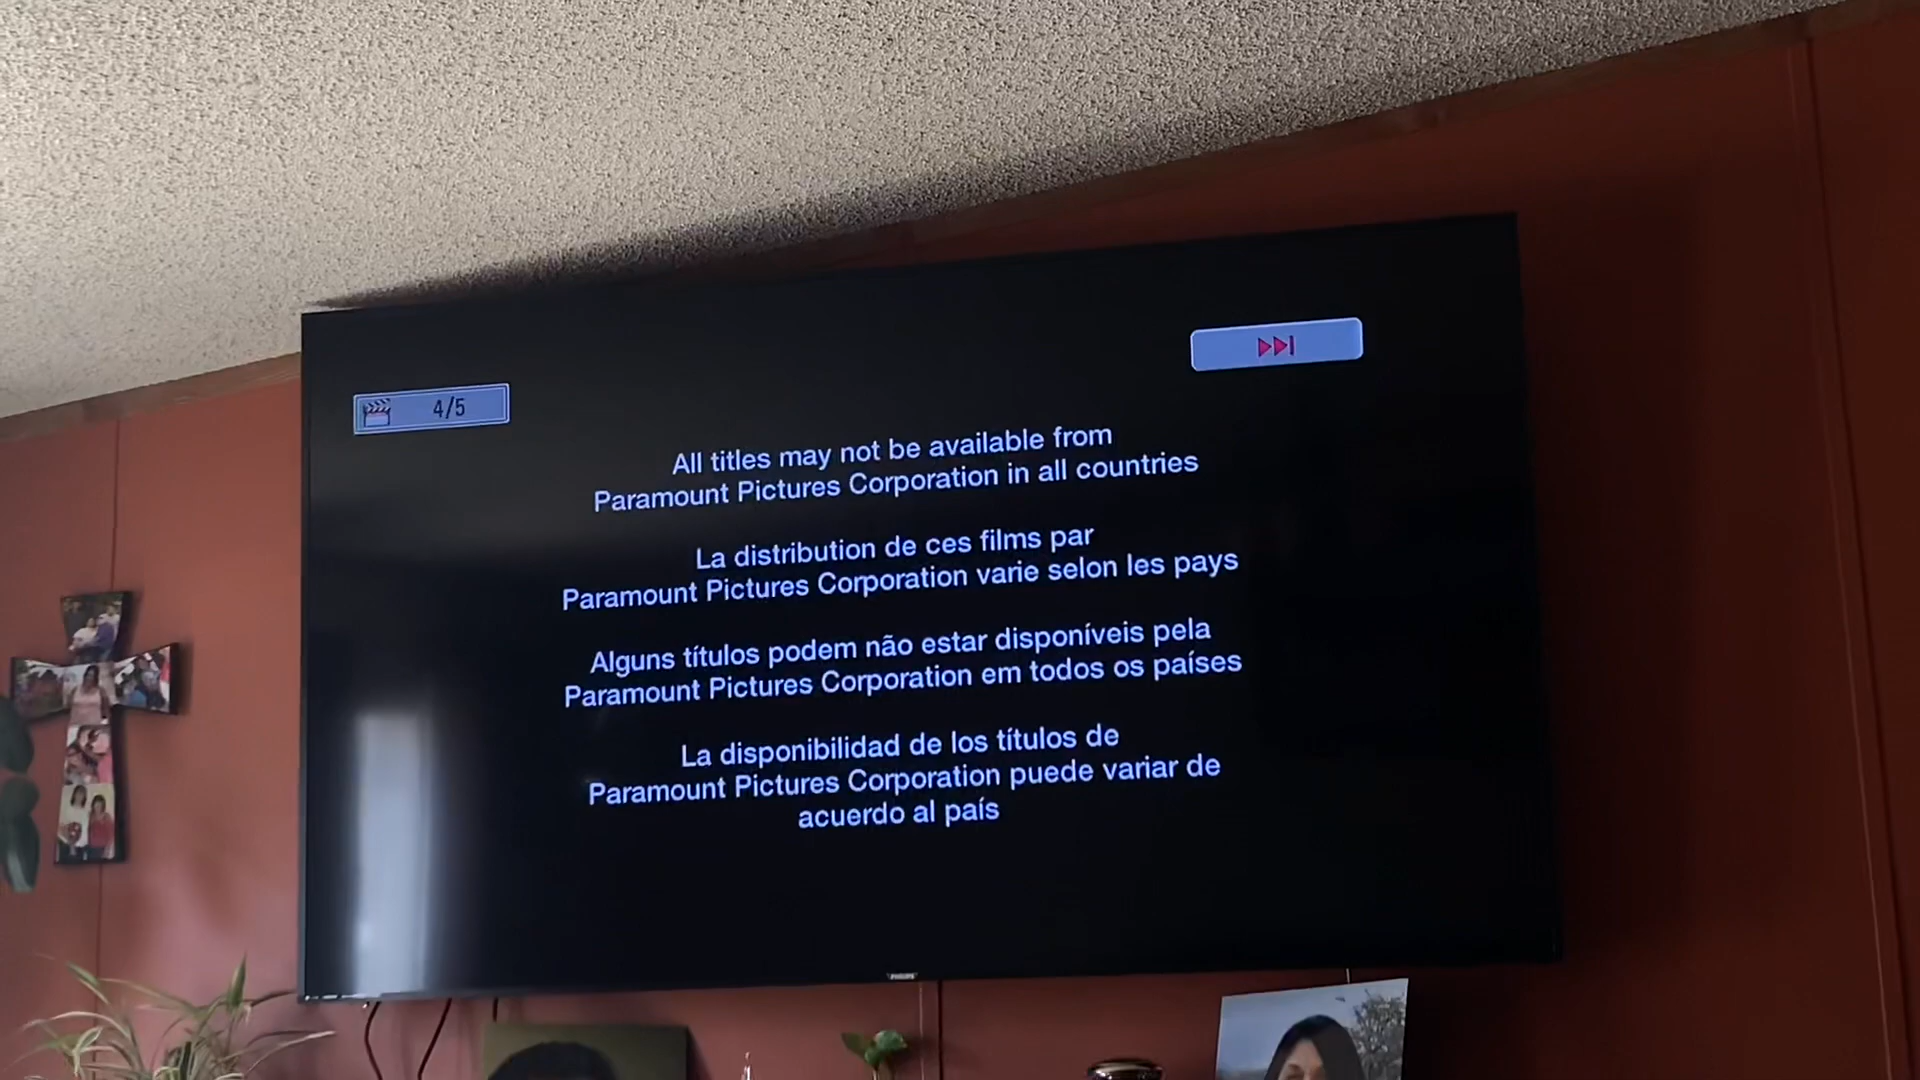 4/5
All titles may not be available from
Paramount Pictures Corporation in all countries
La distribution de ces films par
Paramount Pictures Corporation varie selon les pays
Alguns títulos podem não estar disponíveis pela
Paramount Pictures Corporation em todos os países
La disponibilidad de los títulos de
Paramount Pictures Corporation puede variar de
acuerdo al país
PHILIPS